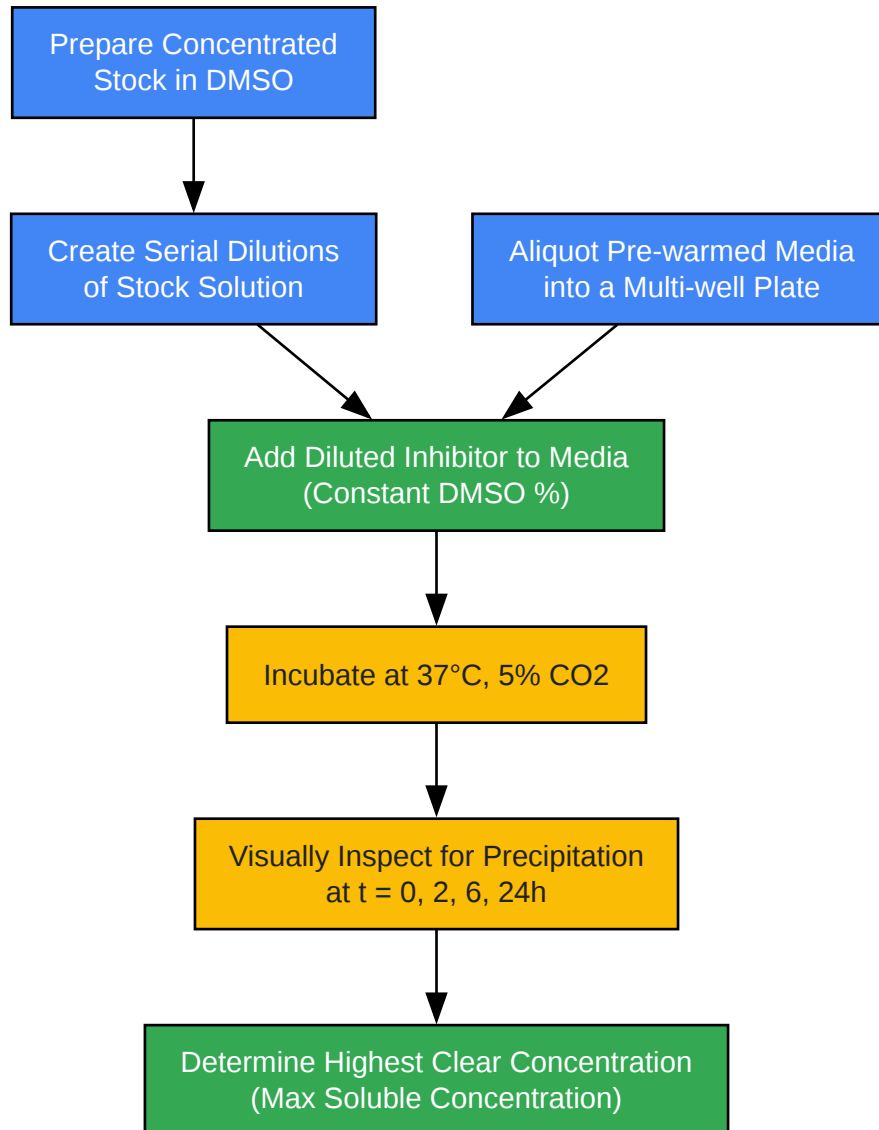 Prepare Concentrated
Stock in DMSO
Create Serial Dilutions
of Stock Solution
Aliquot Pre-warmed Media
into a Multi-well Plate
Add Diluted Inhibitor to Media
(Constant DMSO %)
Incubate at 37°C, 5% CO2
Visually Inspect for Precipitation
at t = 0, 2, 6, 24h
Determine Highest Clear Concentration
(Max Soluble Concentration)